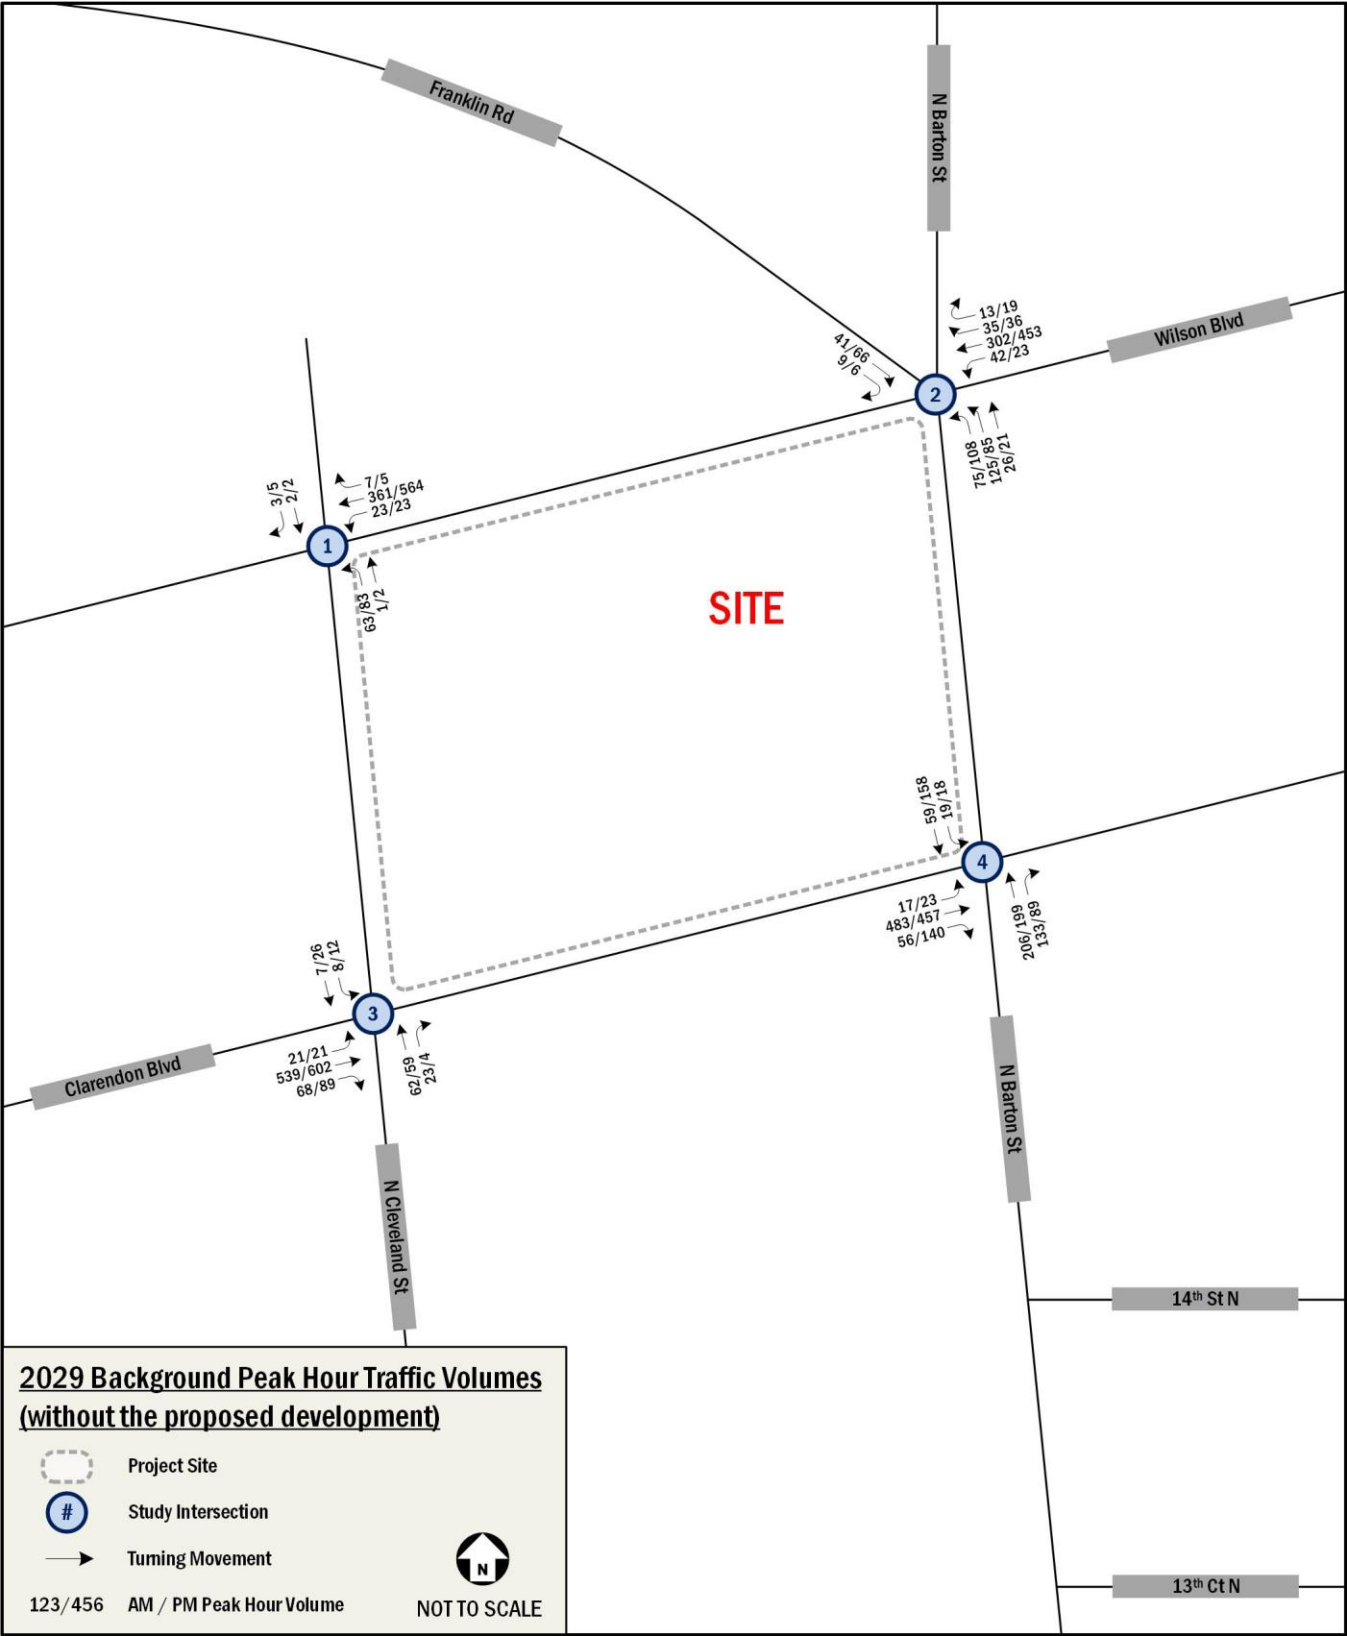 Franklin Rd
N Barton St
13/19
35/36
302/453
42/23
Wilson Blvd
41/66
9/6
2
75/108
125/85
26/21
3/5
2/2
7/5
361/564
23/23
1
63/83
1/2
SITE
59/158
19/18
4
17/23
483/457
56/140
206/199
133/89
7/26
8/12
3
21/21
539/602
68/89
62/59
23/4
Clarendon Blvd
N Barton St
N Cleveland St
14th St N
13th Ct N
2029 Background Peak Hour Traffic Volumes
(without the proposed development)
Project Site
# Study Intersection
Turning Movement
123/456 AM / PM Peak Hour Volume
N
NOT TO SCALE